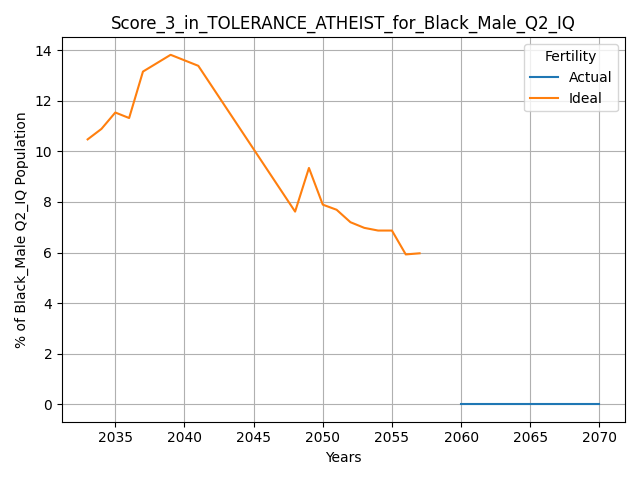 Score_3_in_TOLERANCE_ATHEIST_for_Black_Male_Q2_IQ
Fertility
Actual
Ideal
% of Black_Male Q2_IQ Population
14
12
10
8
6
4
2
0
2035 2040 2045 2050 2055 2060 2065 2070
Years